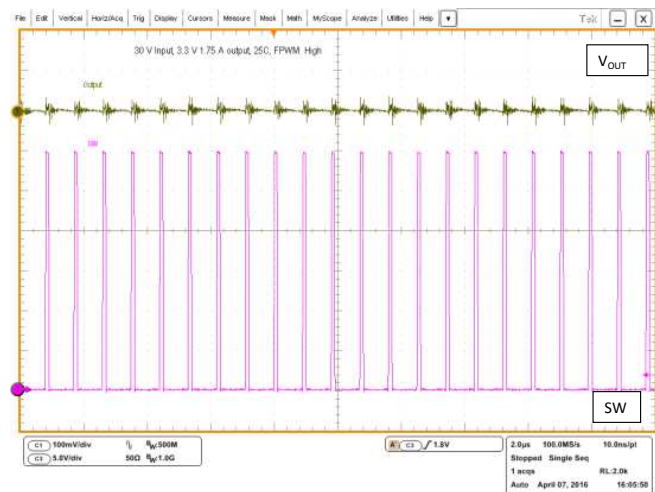 File Edit Vertical Horiz/Acq Trig Display Cursors Measure Mask Math MyScope Analyze Utilities Help Tek
30 V Input, 3.3 V 1.75 A output, 25C, FPWM High
VOUT
Output
SW
SW
C1 100mV/div BW:500M
C3 5.0V/div 50Ω BW:1.0G
A' C3 1.8V
2.0µs 100.0MS/s 10.0ns/pt
Stopped Single Seq
1 acqs RL:2.0k
Auto April 07, 2016 16:05:50